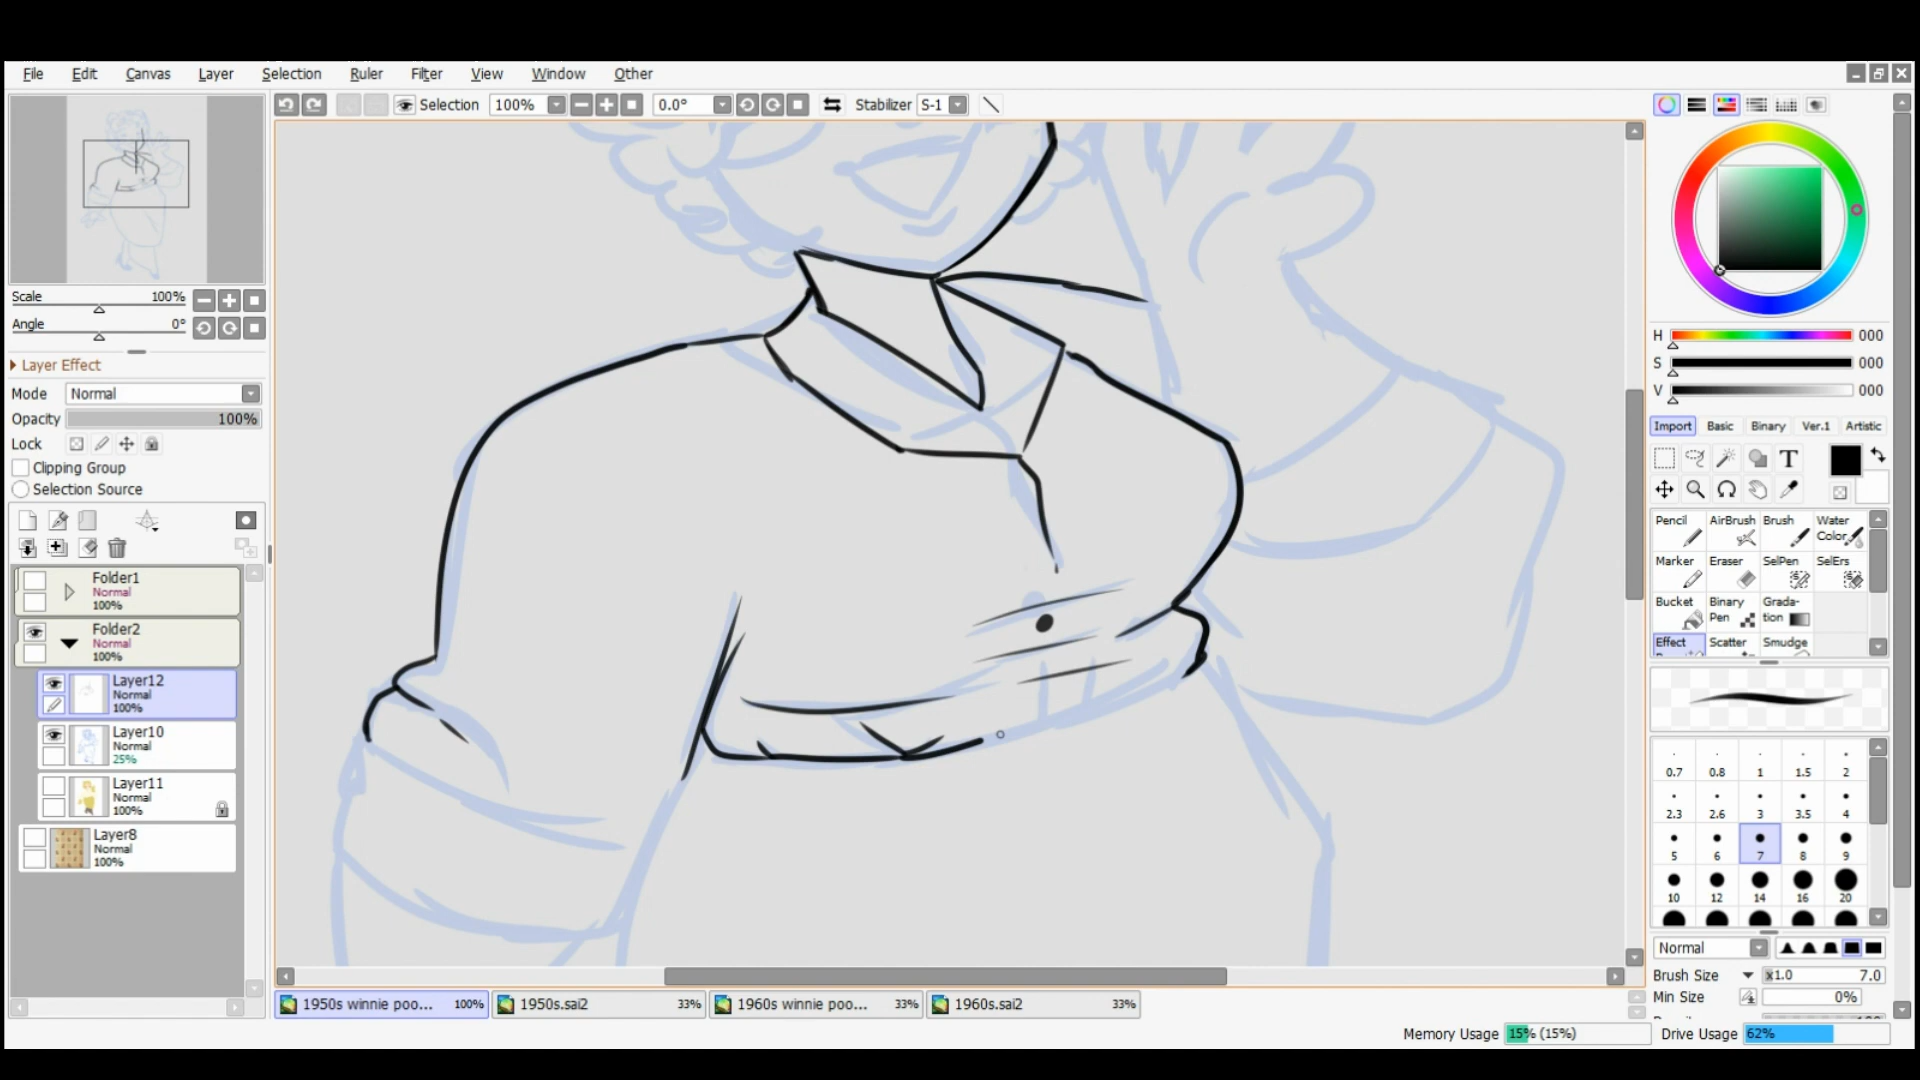 File Edit Canvas Layer Selection Ruler Filter View Window Other
Selection 100% 0.0° Stabilizer S-1
Scale 100%
Angle 0°
Layer Effect
Mode Normal
Opacity 100%
Lock
Clipping Group
Selection Source
Folder1
Normal
100%
Folder2
Normal
100%
Layer12
Normal
100%
Layer10
Normal
25%
Layer11
Normal
100%
Layer8
Normal
100%
H 000
S 000
V 000
Import Basic Binary Ver.1 Artistic
T
Pencil AirBrush Brush Water Color
Marker Eraser SelPen SelErs
Bucket Binary Pen Grada-tion
Effect Scatter Smudge
0.7 0.8 1 1.5 2
2.3 2.6 3 3.5 4
5 6 7 8 9
10 12 14 16 20
Normal
Brush Size x1.0 7.0
Min Size 0%
1950s winnie poo... 100% 1950s.sai2 33% 1960s winnie poo... 33% 1960s.sai2 33%
Memory Usage 15% (15%) Drive Usage 62%